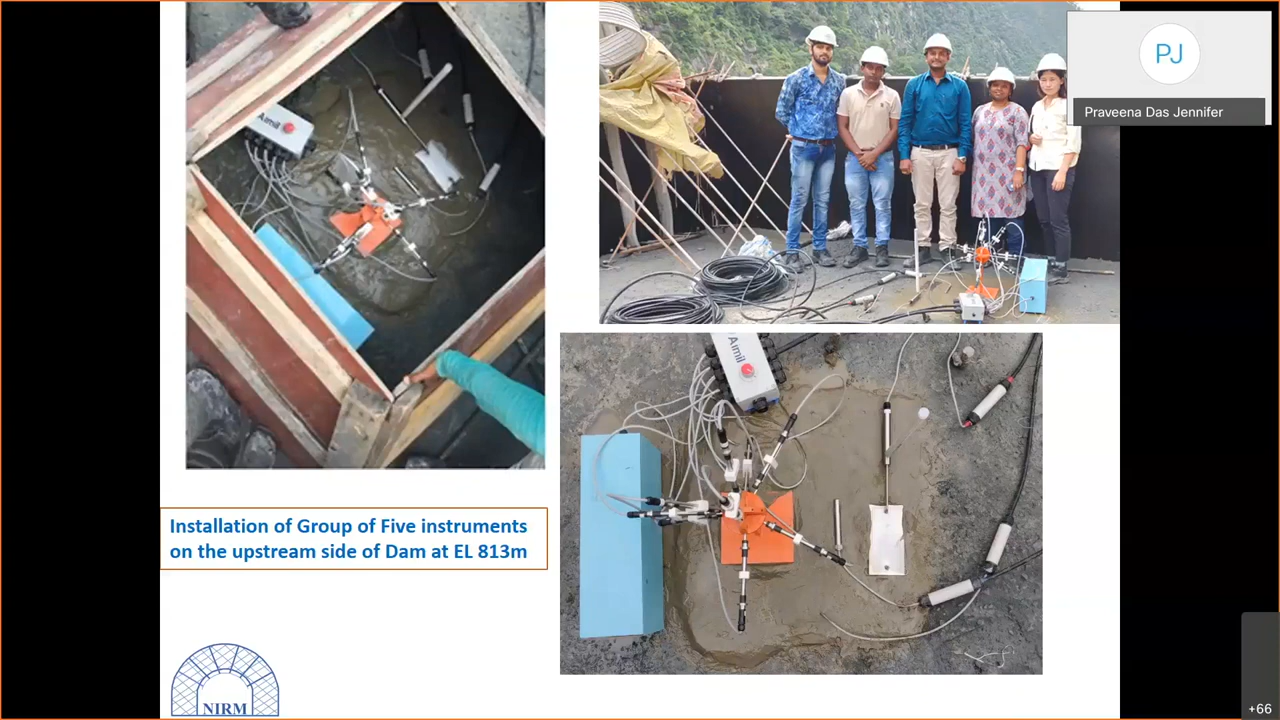 Aimil
PJ
Praveena Das Jennifer
Aimil
Installation of Group of Five instruments
on the upstream side of Dam at EL 813m
NIRM
+66